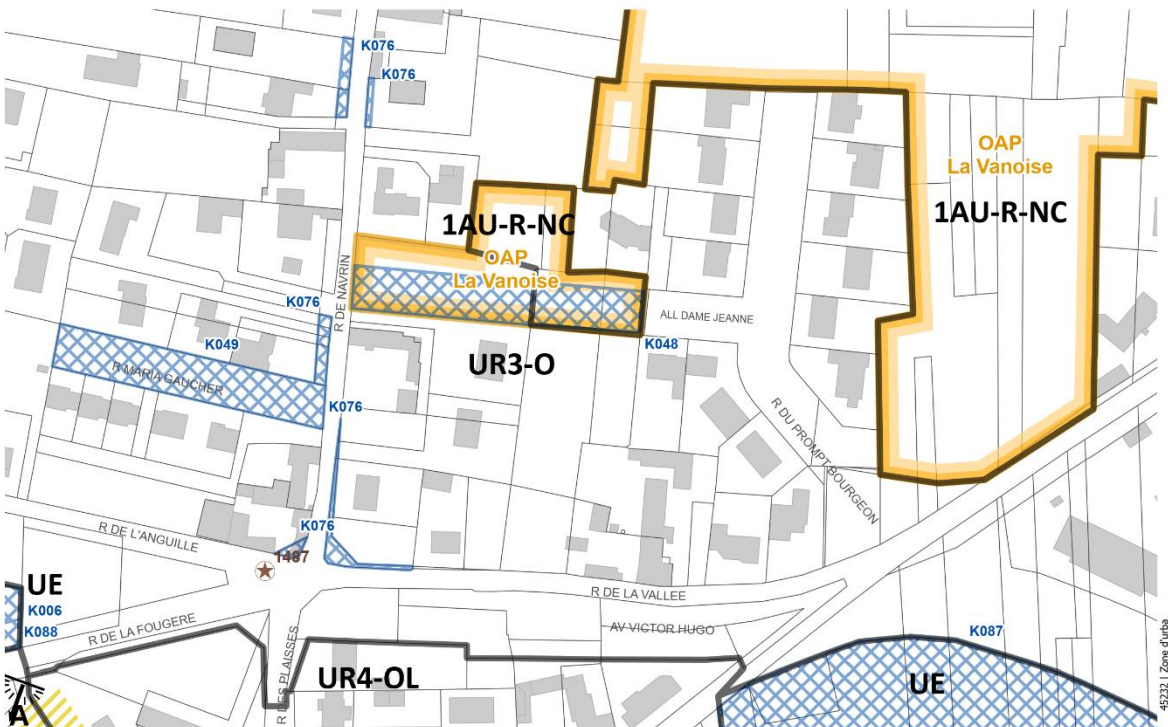 K076
K076
OAP
La Vanoise
1AU-R-NC
1AU-R-NC
OAP
La Vanoise
R DE NAVRIN
K076
ALL DAME JEANNE
K048
K049
UR3-O
R MARIA GAUCHER
K076
R DU PROMPT BOURGEON
K076
R DE L'ANGUILLE
1487
UE
R DE LA VALLEE
K006
K088
R DE LA FOUGERE
AV VICTOR HUGO
K087
R DES PLAISSES
UR4-OL
UE
A
45232 | Zone d'urba